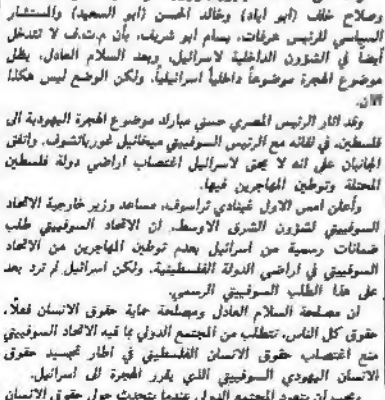 وصلاح خلف (ابو اياد) وخالد الحسن (ابو السعيد) والمستشار
السياسي للرئيس عرفات، بسام ابو شريف، بأن م.ت.ف لا تتدخل
أيضا في الشؤون الداخلية لاسرائيل، وبعد السلام العادل، يظل
موضوع الهجرة موضوعاً داخلياً اسرائيلياً. ولكن الوضع ليس هكذا
الآن.
وقد اثار الرئيس المصري حسني مبارك موضوع الهجرة اليهودية الى
فلسطين، في لقائه مع الرئيس السوفييتي ميخائيل غورباتشوف. واتفق
الجانبان على انه لا يحق لاسرائيل اغتصاب اراضي دولة فلسطين
المحتلة وتوطين المهاجرين فيها.
وأعلن امس الاول غينادي تراسوف، مساعد وزير خارجية الاتحاد
السوفييتي لشؤون الشرق الاوسط، ان الاتحاد السوفييتي طلب
ضمانات رسمية من اسرائيل بعدم توطين المهاجرين من الاتحاد
السوفييتي في اراضي الدولة الفلسطينية. ولكن اسرائيل لم ترد بعد
على هذا الطلب السوفييتي الرسمي.
ان مصلحة السلام العادل ومصلحة حماية حقوق الانسان فعلاً،
حقوق كل الناس، تتطلب من المجتمع الدولي بما فيه الاتحاد السوفييتي
منع اغتصاب حقوق الانسان الفلسطيني في اطار تجسيد حقوق
الانسان اليهودي السوفييتي الذي يقرر الهجرة الى اسرائيل.
ويجب ان يتعود المجتمع الدولي عندما يتحدث حول حقوق الانسان